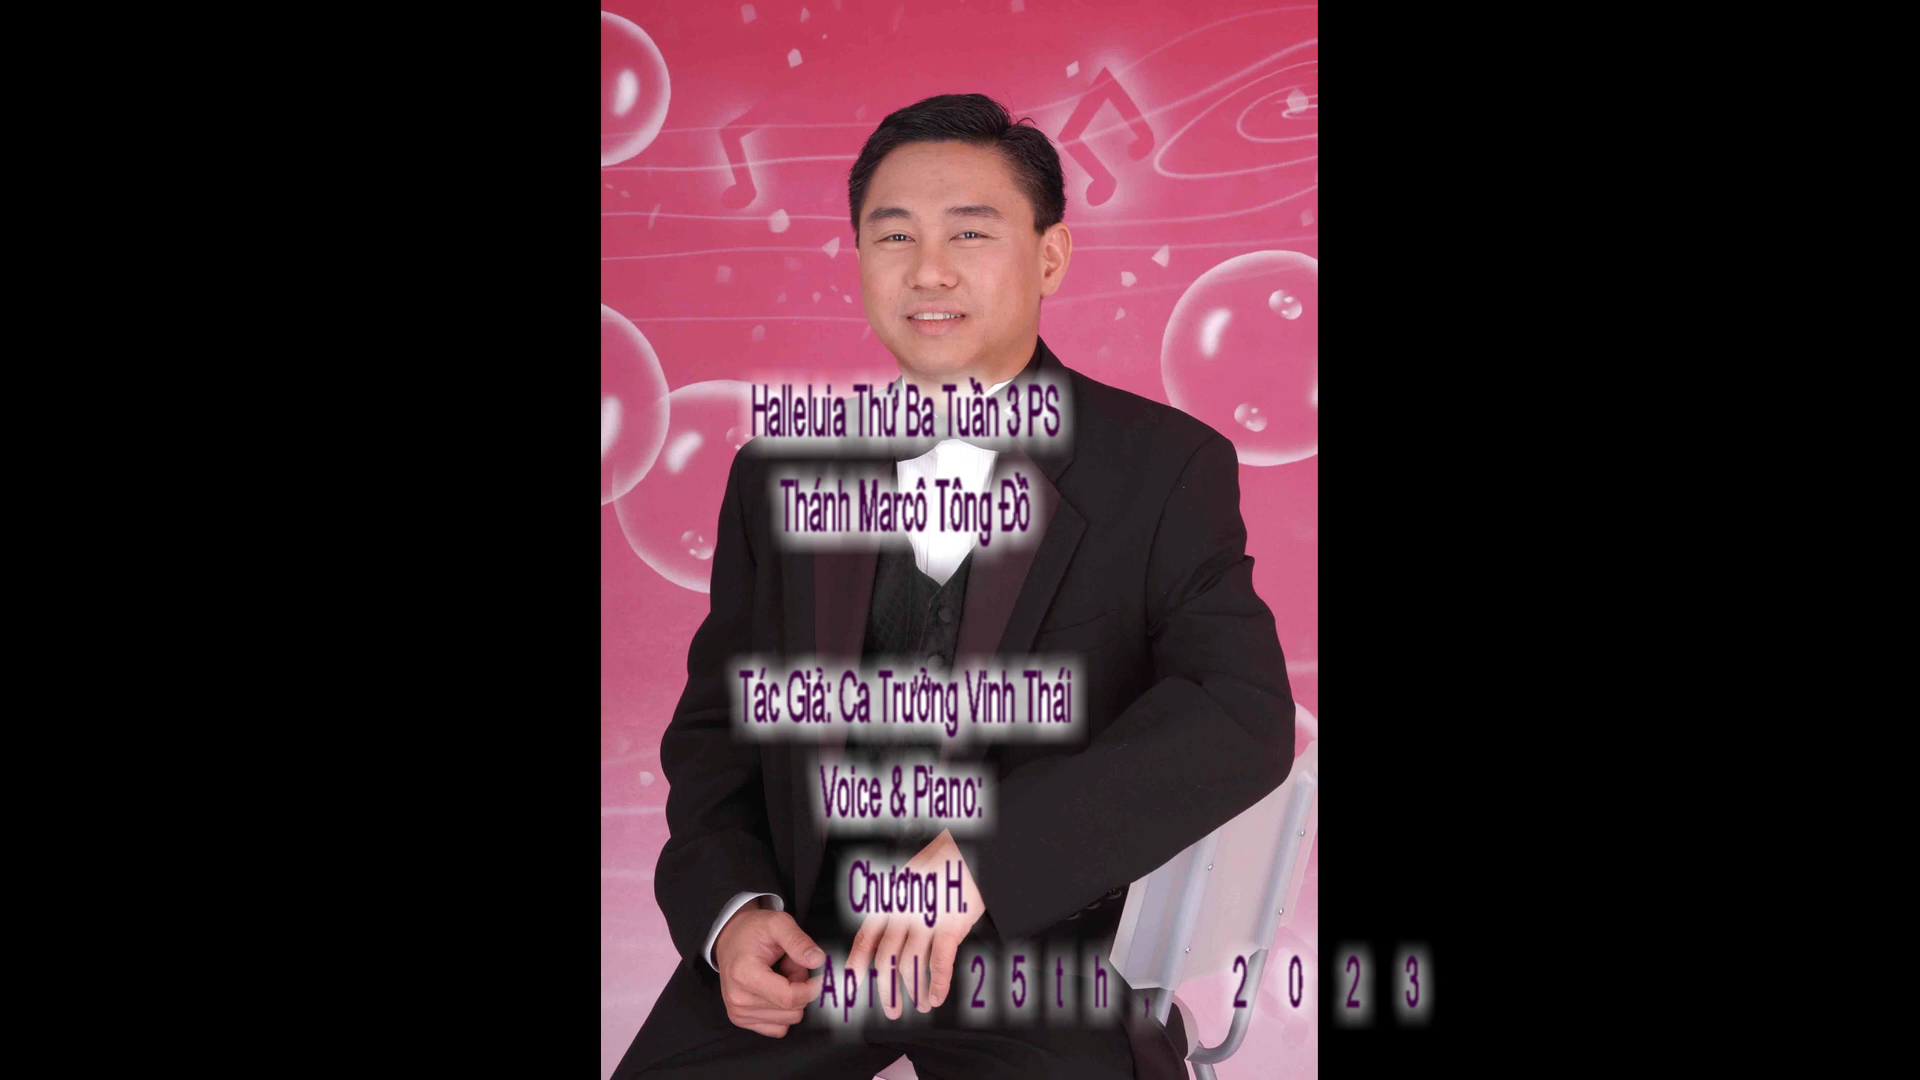 Halleluia Thứ Ba Tuần 3 PS
Thánh Marcô Tông Đồ
Tác Giả: Ca Trưởng Vinh Thái
Voice & Piano:
Chương H.
April 25th, 2023